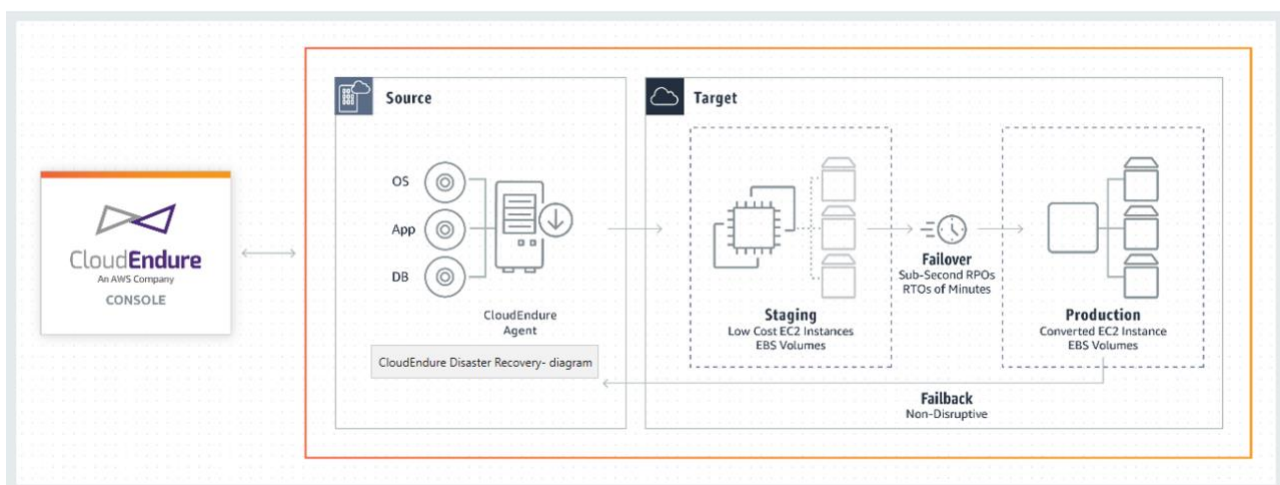 CloudEndure
An AWS Company
CONSOLE
Source
OS
App
DB
CloudEndure
Agent
CloudEndure Disaster Recovery- diagram
Target
Staging
Low Cost EC2 Instances
EBS Volumes
Failover
Sub-Second RPOs
RTOs of Minutes
Production
Converted EC2 Instance
EBS Volumes
Failback
Non-Disruptive